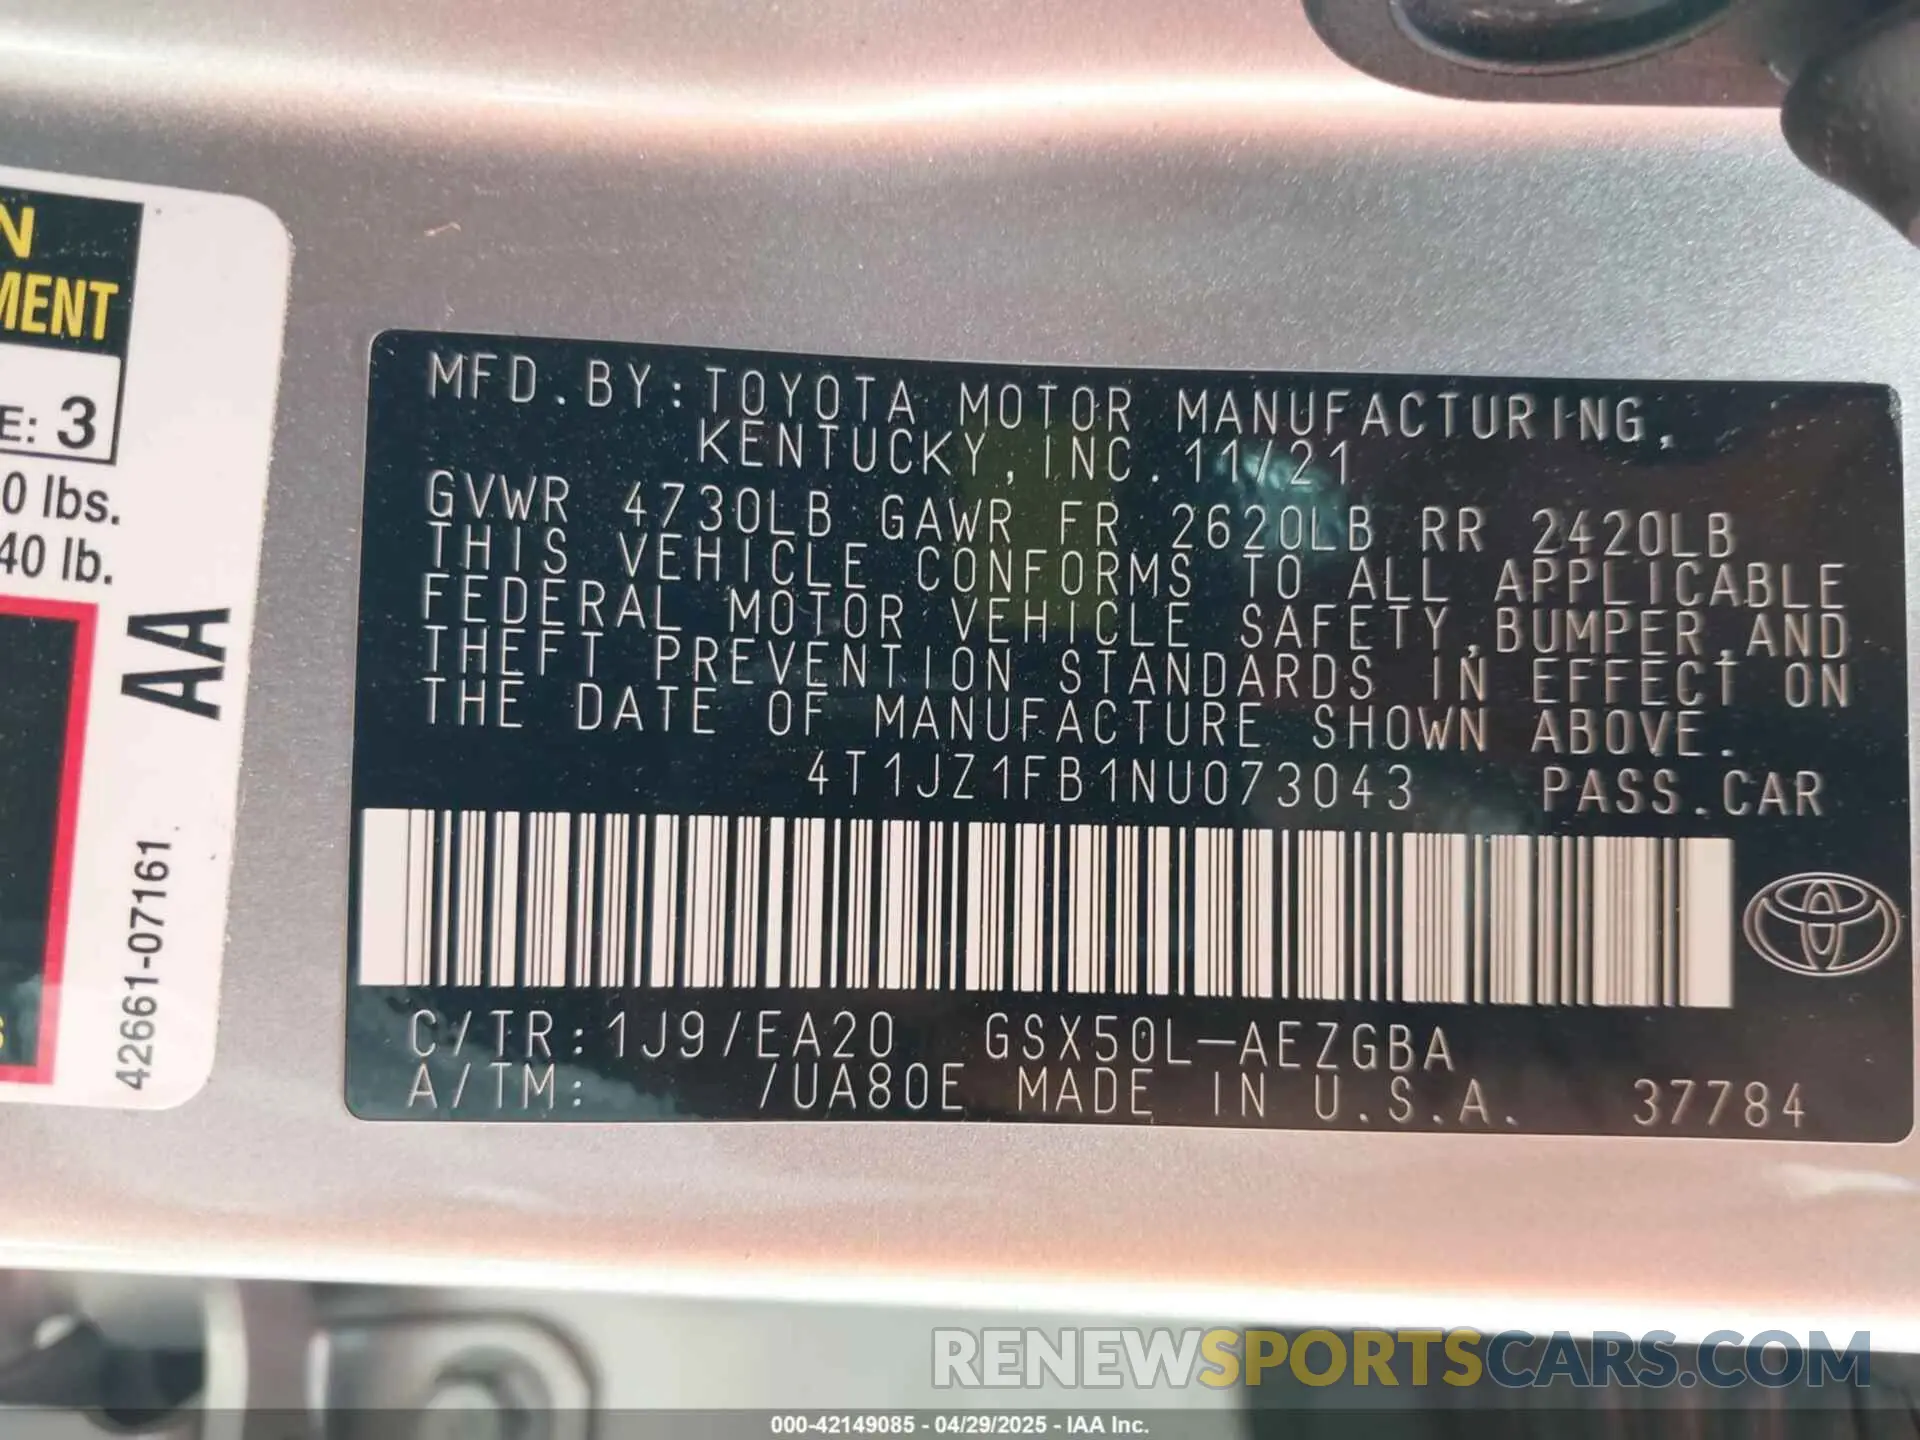 N
MENT
E: 3
0 lbs.
40 lb.
AA
42661-07161
S
MFD.BY:TOYOTA MOTOR MANUFACTURING,
KENTUCKY,INC.11/21
GVWR 4730LB GAWR FR 2620LB RR 2420LB
THIS VEHICLE CONFORMS TO ALL APPLICABLE
FEDERAL MOTOR VEHICLE SAFETY,BUMPER,AND
THEFT PREVENTION STANDARDS IN EFFECT ON
THE DATE OF MANUFACTURE SHOWN ABOVE.
4T1JZ1FB1NU073043 PASS.CAR
C/TR:1J9/EA20 GSX50L-AEZGBA
A/TM: /UA80E MADE IN U.S.A. 37784
RENEWSPORTSCARS.COM
000-42149085 - 04/29/2025 - IAA Inc.